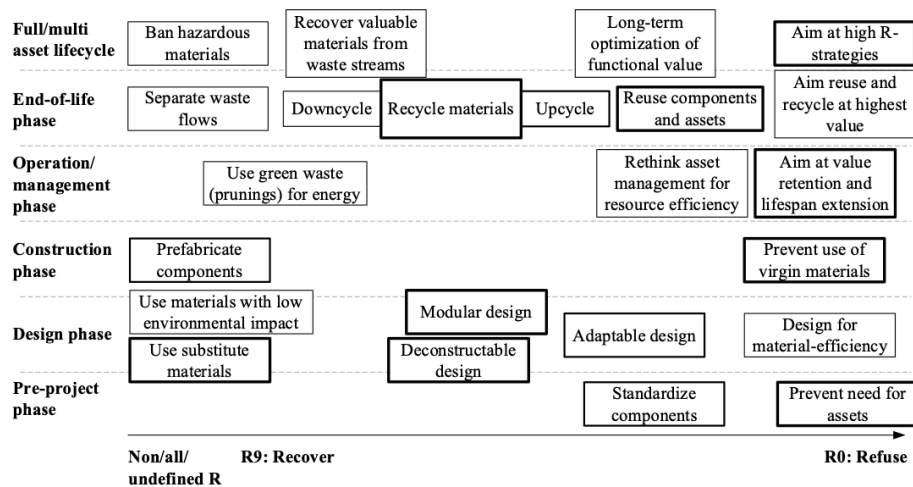 Full/multi
asset lifecycle
Ban hazardous
materials
Recover valuable
materials from
waste streams
Long-term
optimization of
functional value
Aim at high R-
strategies
End-of-life
phase
Separate waste
flows
Downcycle
Recycle materials
Upcycle
Reuse components
and assets
Aim reuse and
recycle at highest
value
Operation/
management
phase
Use green waste
(prunings) for energy
Rethink asset
management for
resource efficiency
Aim at value
retention and
lifespan extension
Construction
phase
Prefabricate
components
Prevent use of
virgin materials
Design phase
Use materials with low
environmental impact
Use substitute
materials
Modular design
Deconstructable
design
Adaptable design
Design for
material-efficiency
Pre-project
phase
Standardize
components
Prevent need for
assets
Non/all/
undefined R
R9: Recover
R0: Refuse